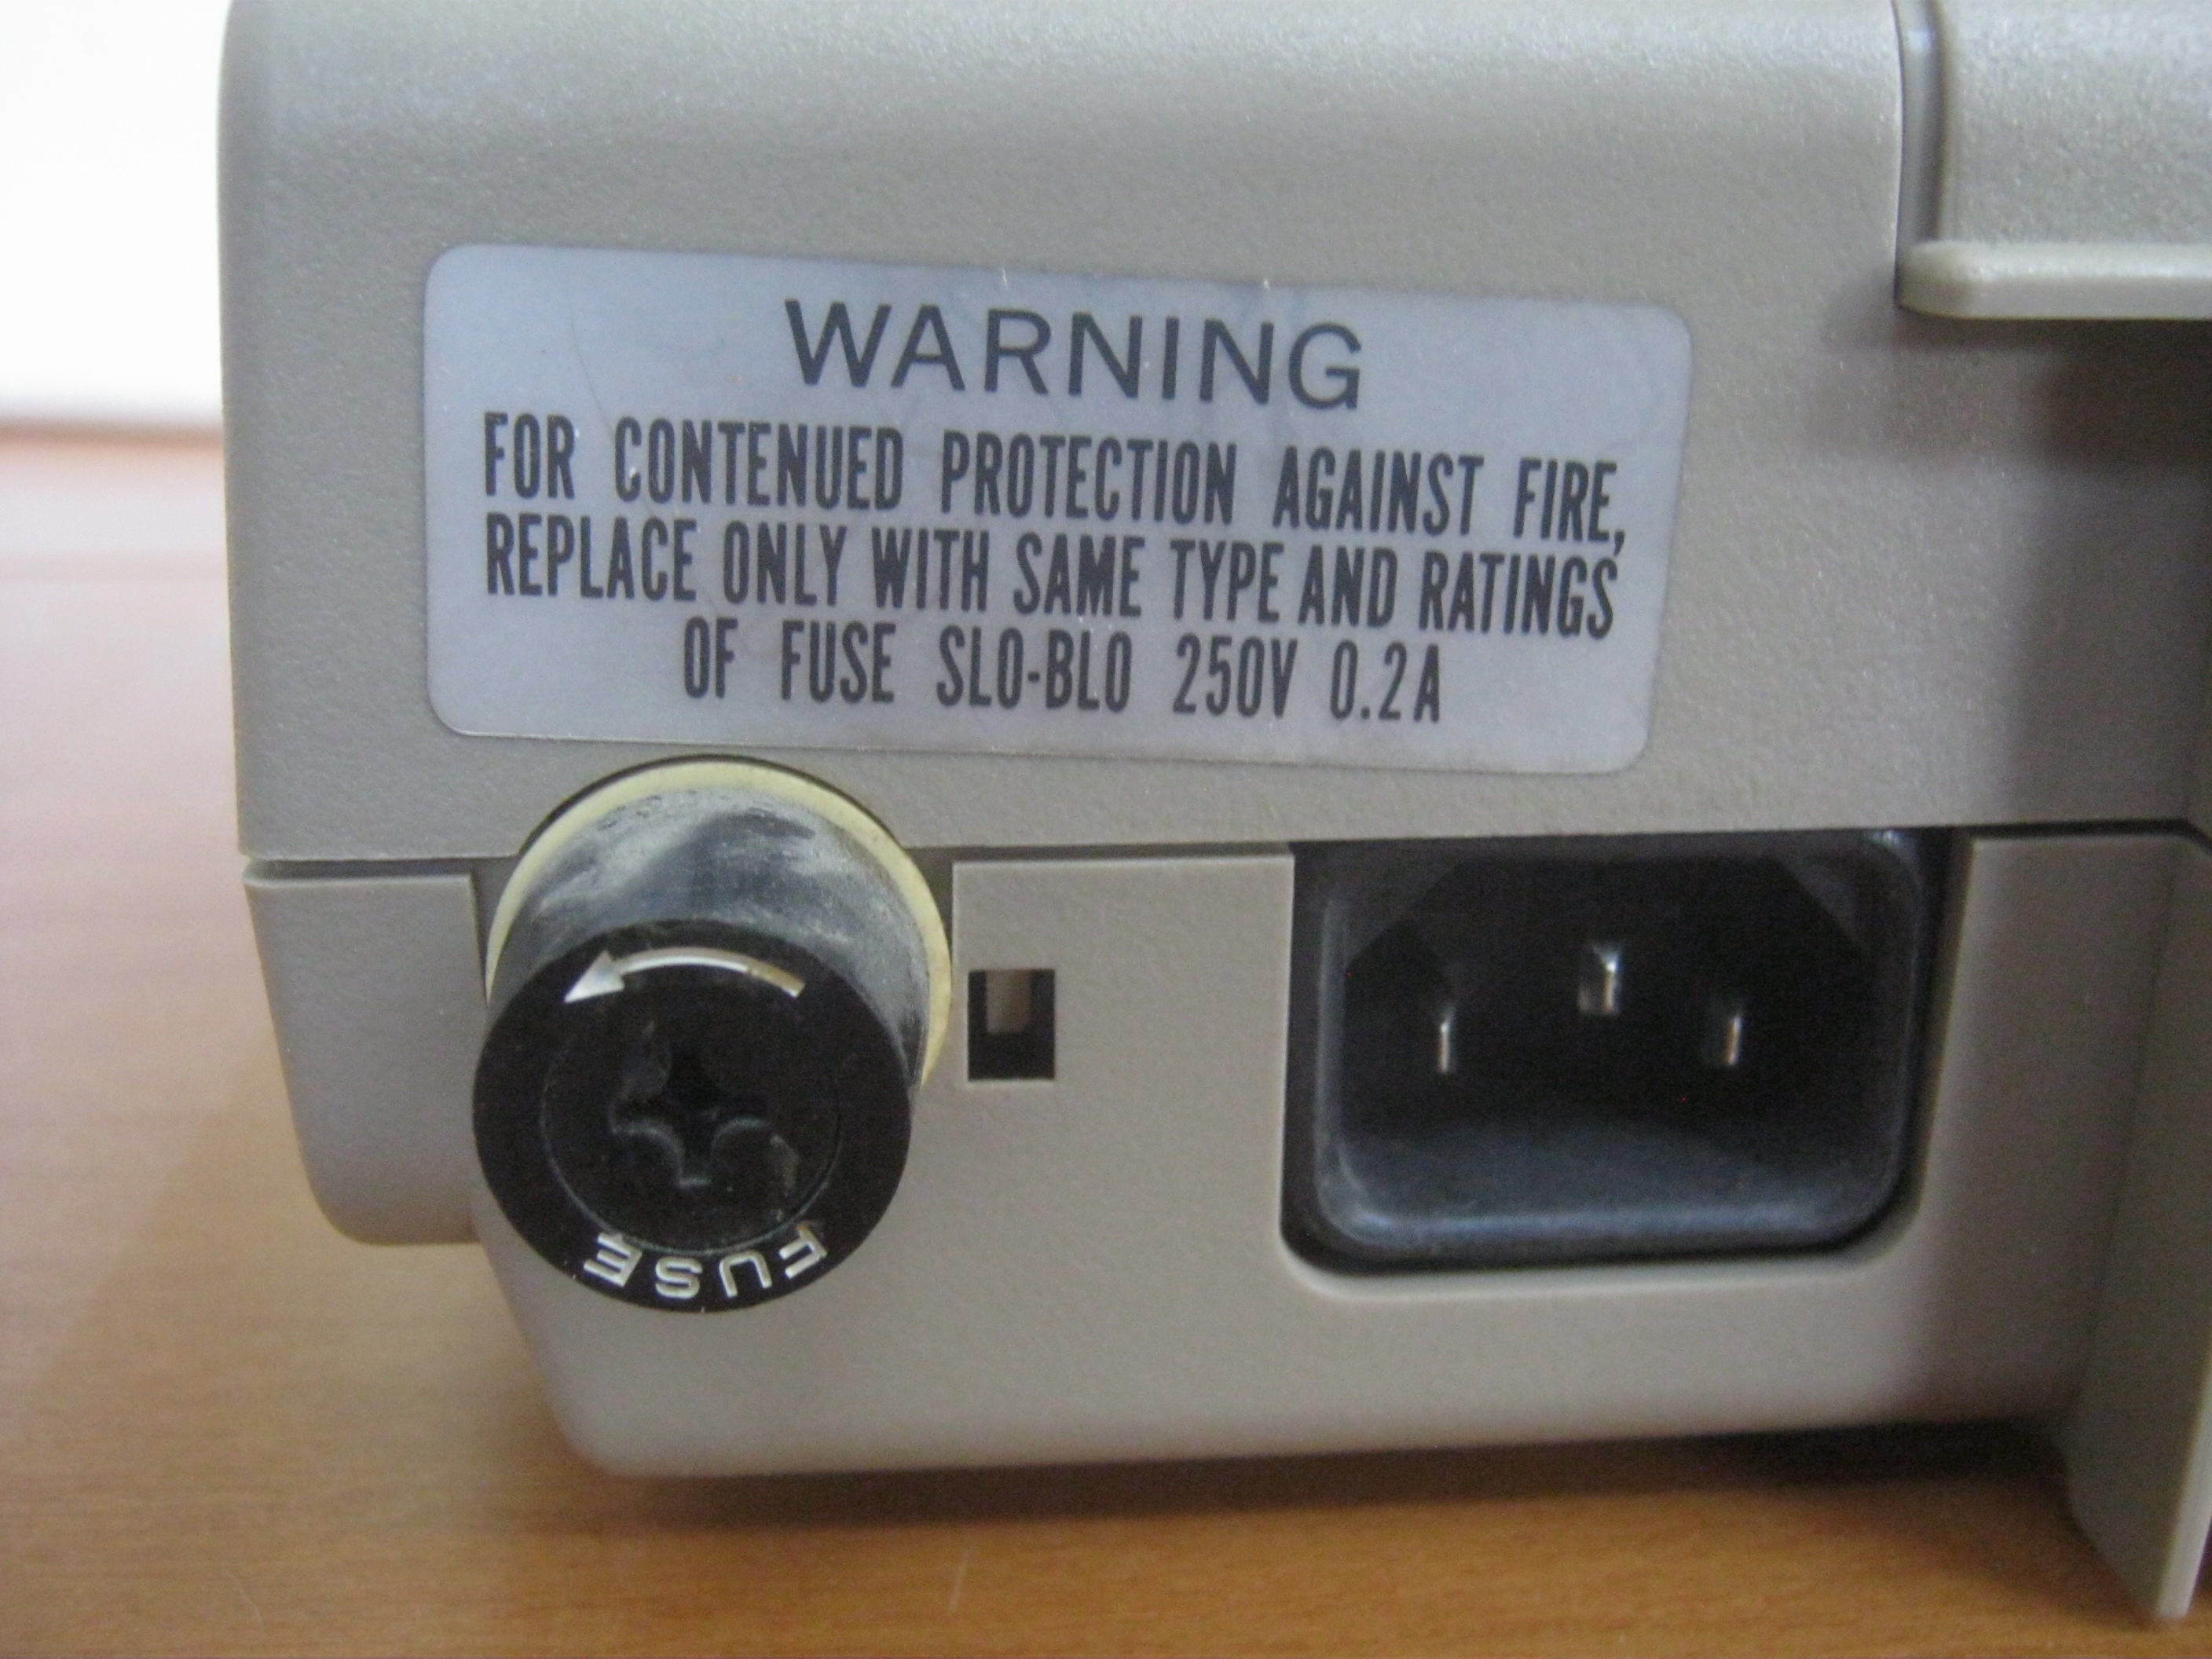 WARNING
FOR CONTENUED PROTECTION AGAINST FIRE,
REPLACE ONLY WITH SAME TYPE AND RATINGS
OF FUSE SLO-BLO 250V 0.2A
FUSE